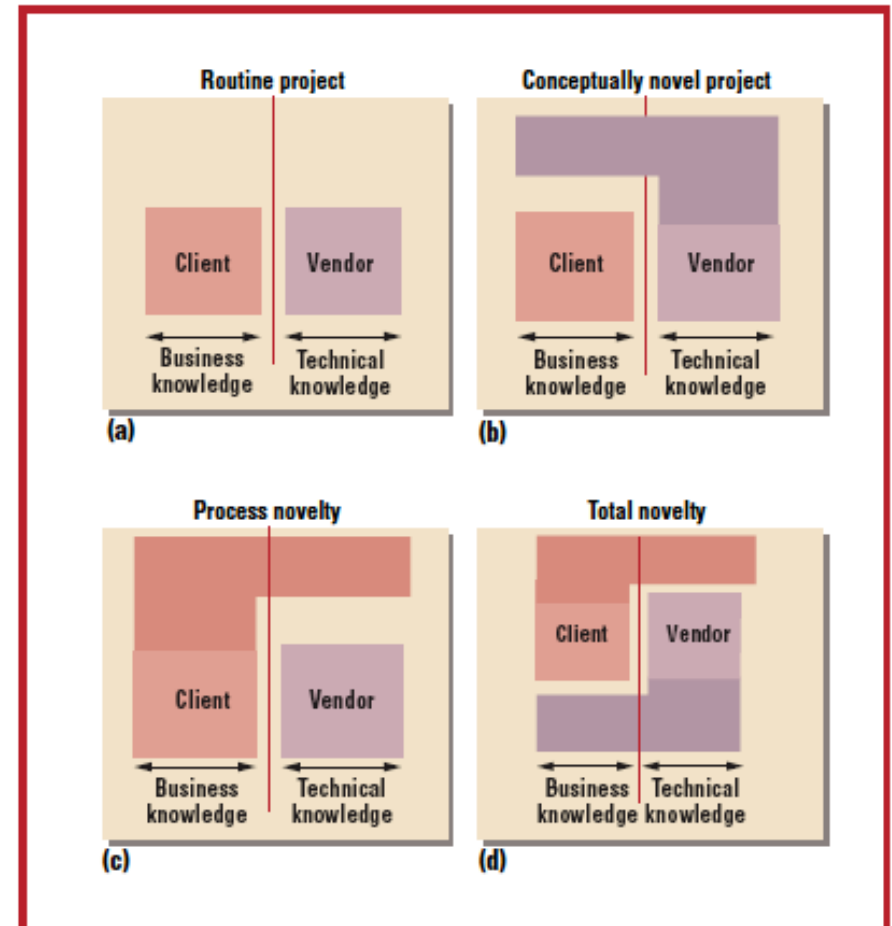 Routine project
Client
Vendor
Business
knowledge
Technical
knowledge
(a)
Conceptually novel project
Client
Vendor
Business
knowledge
Technical
knowledge
(b)
Process novelty
Client
Vendor
Business
knowledge
Technical
knowledge
(c)
Total novelty
Client
Vendor
Business
knowledge
Technical
knowledge
(d)